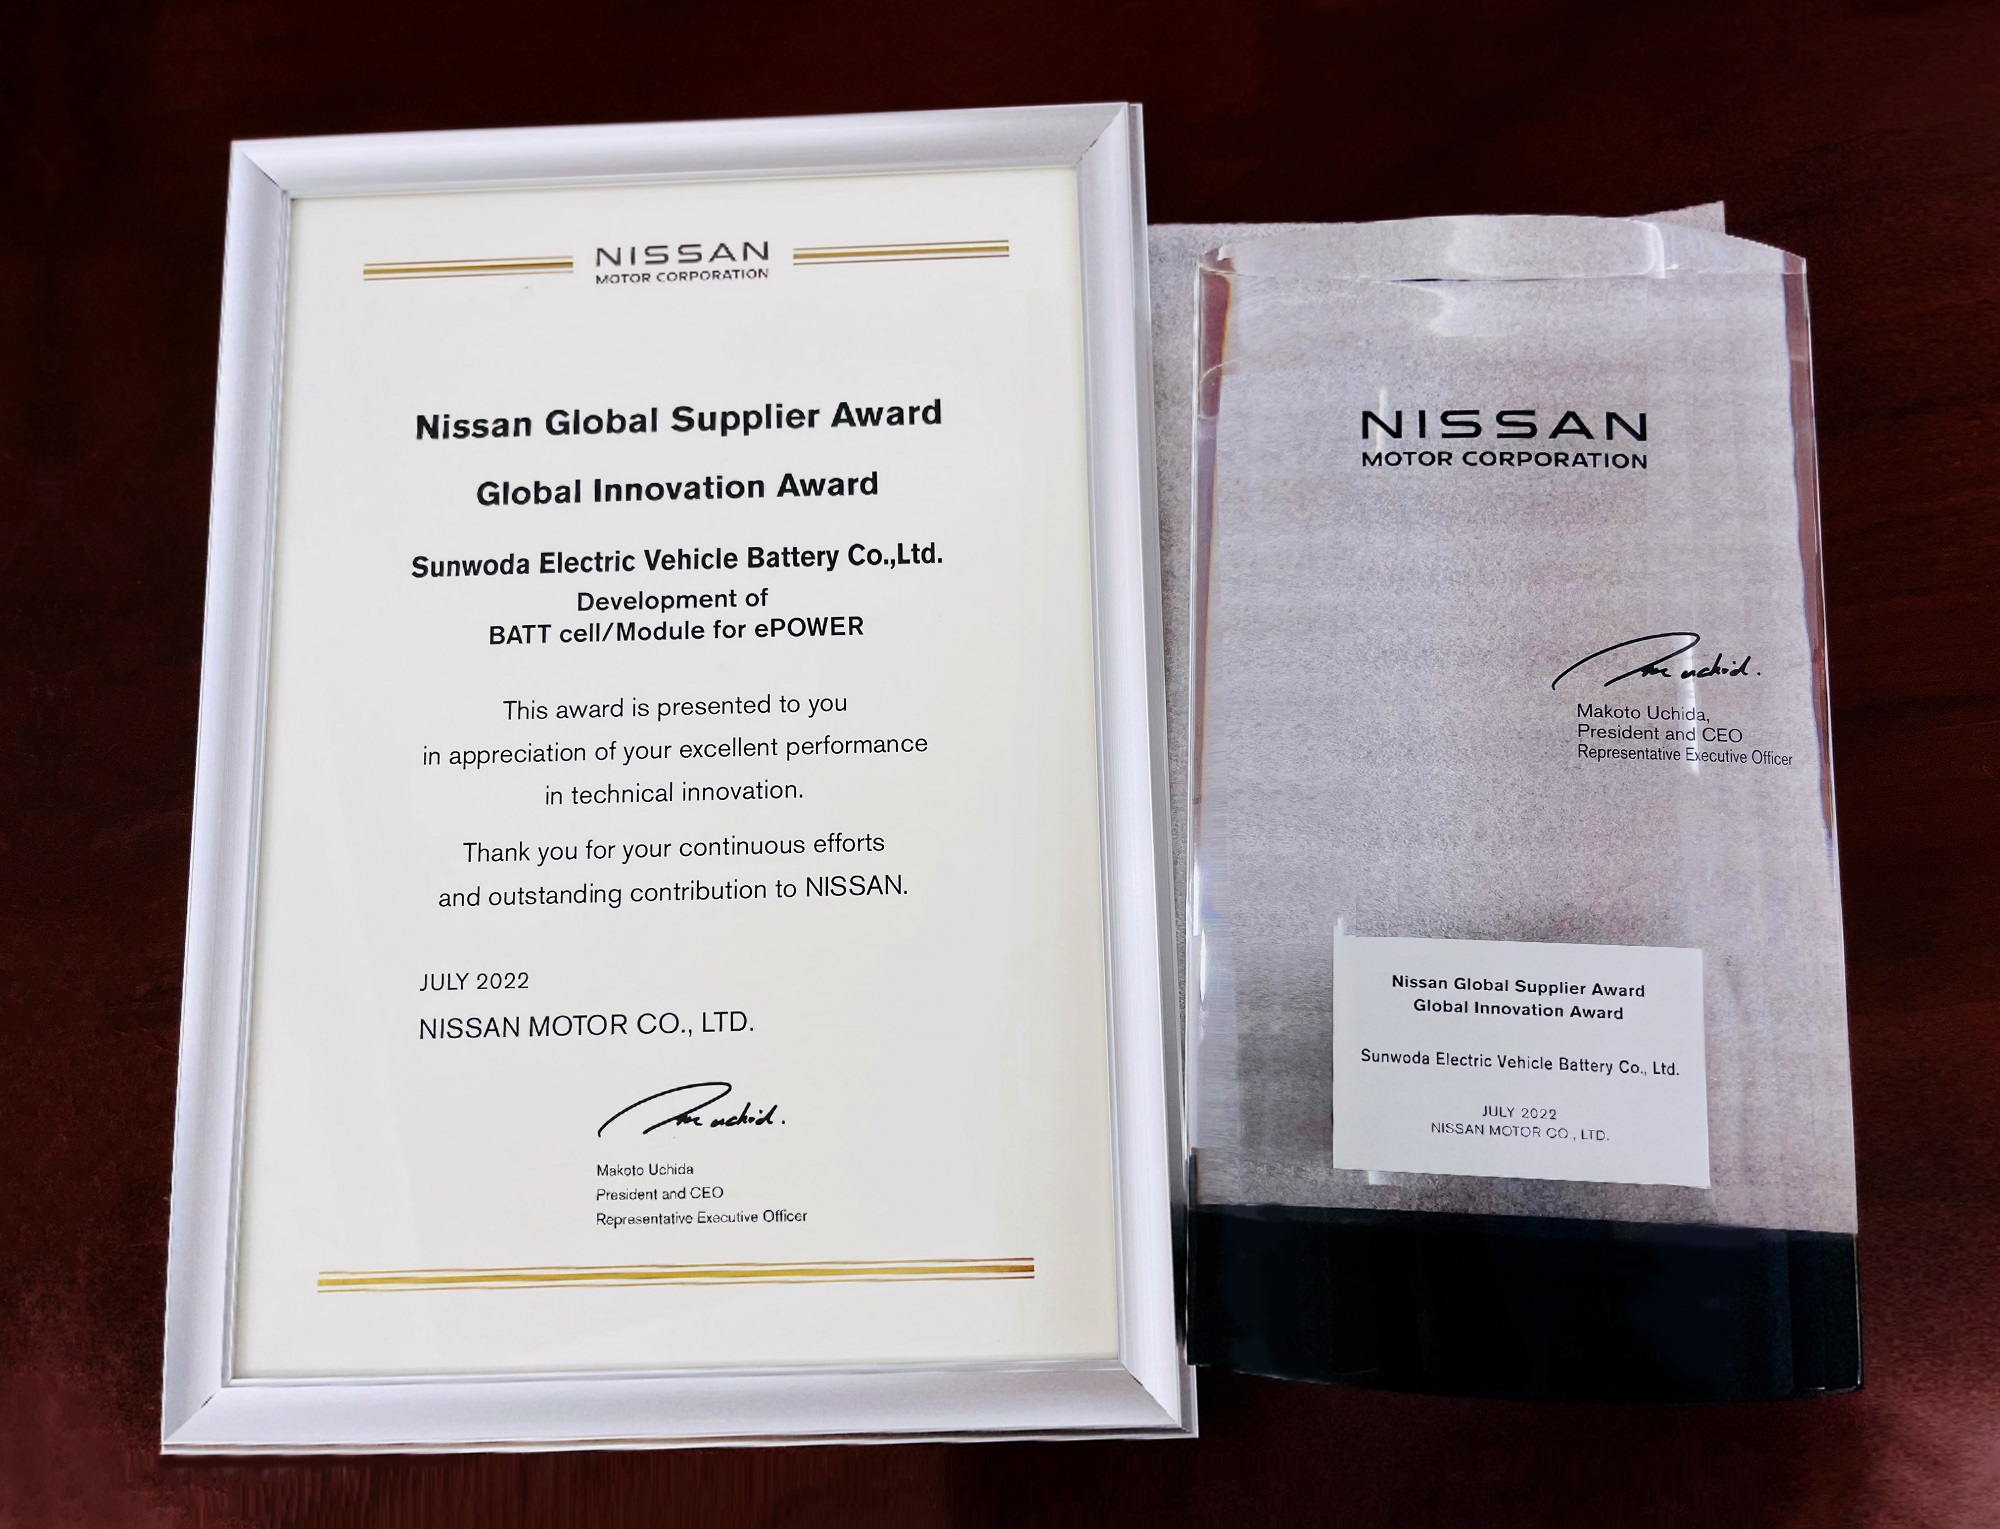 NISSAN
MOTOR CORPORATION
Nissan Global Supplier Award
Global Innovation Award
Sunwoda Electric Vehicle Battery Co.,Ltd.
Development of
BATT cell/Module for ePOWER
This award is presented to you
in appreciation of your excellent performance
in technical innovation.
Thank you for your continuous efforts
and outstanding contribution to NISSAN.
JULY 2022
NISSAN MOTOR CO., LTD.
Makoto Uchida
President and CEO
Representative Executive Officer
NISSAN
MOTOR CORPORATION
Makoto Uchida,
President and CEO
Representative Executive Officer
Nissan Global Supplier Award
Global Innovation Award
Sunwoda Electric Vehicle Battery Co., Ltd.
JULY 2022
NISSAN MOTOR CO., LTD.